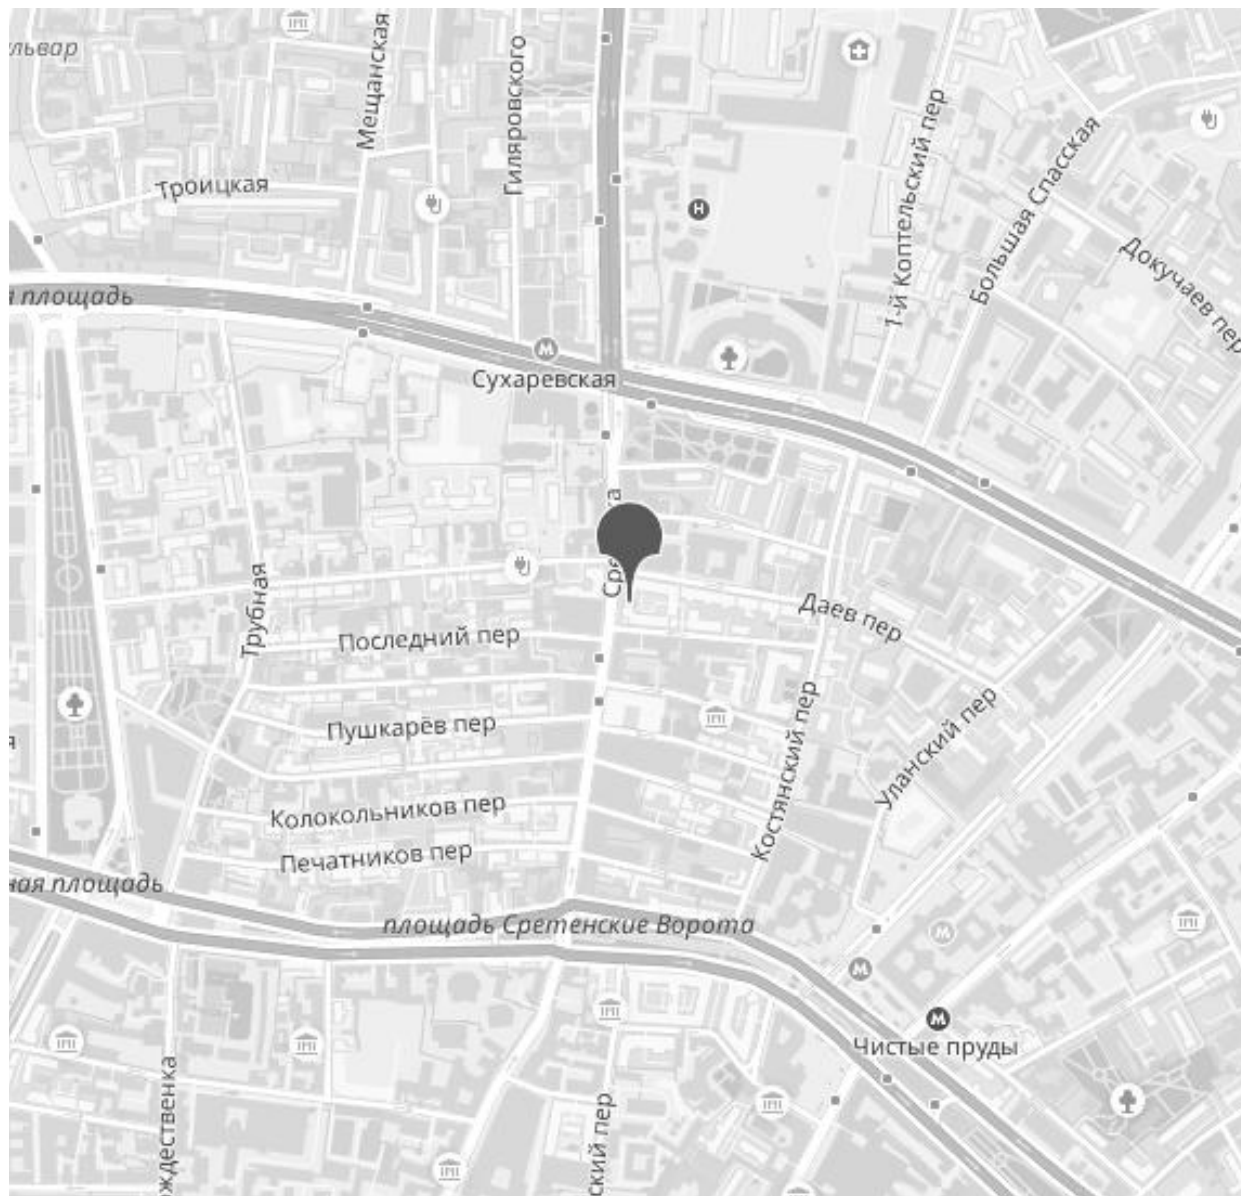 Мещанская
Гиляровского
1-й Коптельский пер
Большая Спасская
Троицкая
Докучаев пер
площадь
М
Н
Сухаревская
Трубная
Даев пер
Последний пер
Костянский пер
Уланский пер
Пушкарёв пер
Колокольников пер
Печатников пер
площадь
площадь Сретенские Ворота
М
М
М
Чистые пруды